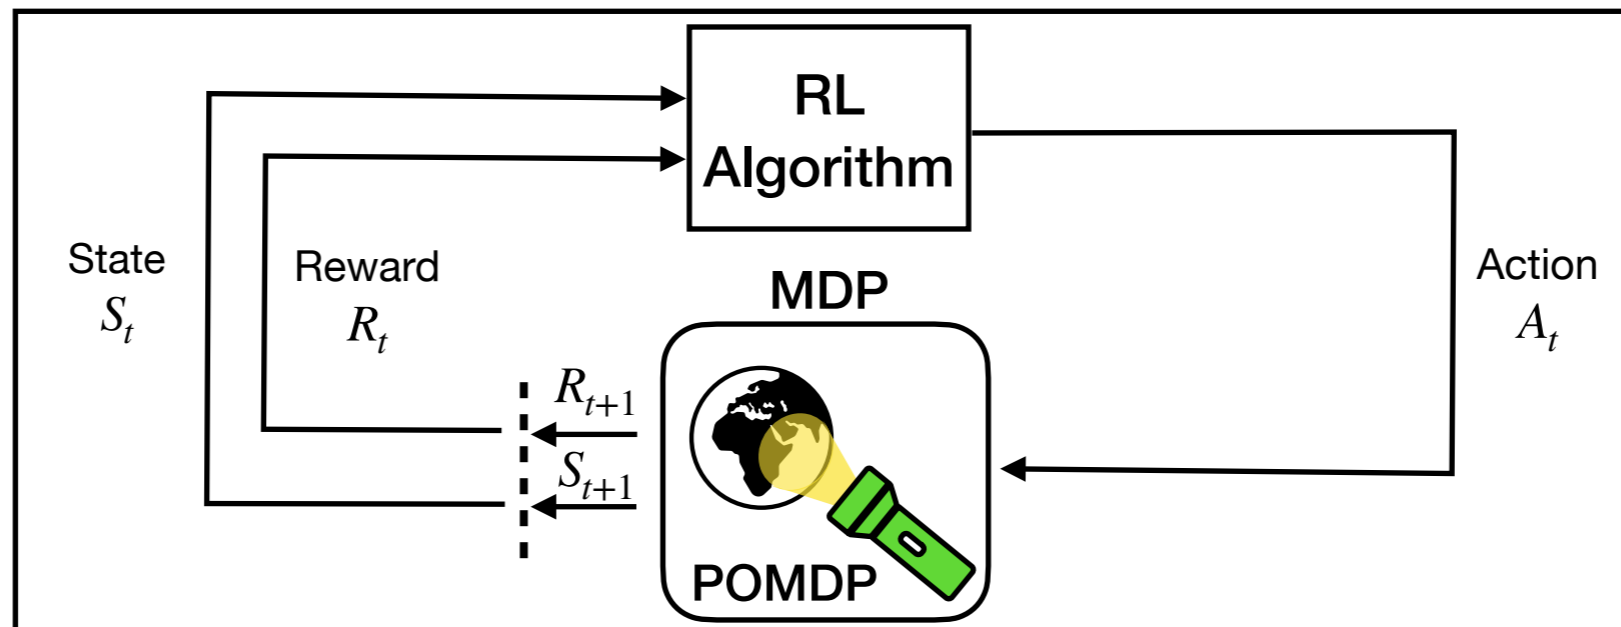 RL
Algorithm
State
S_t
Reward
R_t
Action
A_t
MDP
R_{t+1}
S_{t+1}
POMDP